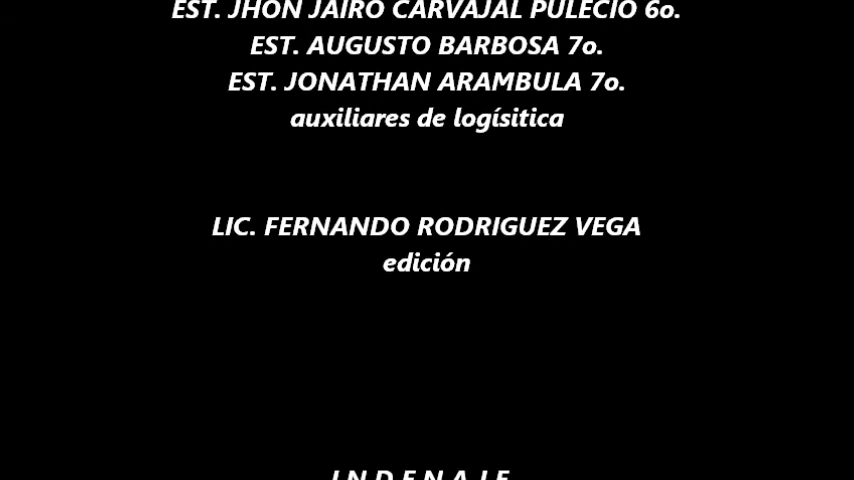 EST. JHON JAIRO CARVAJAL PULECIO 6o.
EST. AUGUSTO BARBOSA 7o.
EST. JONATHAN ARAMBULA 7o.
auxiliares de logísitica
LIC. FERNANDO RODRIGUEZ VEGA
edición